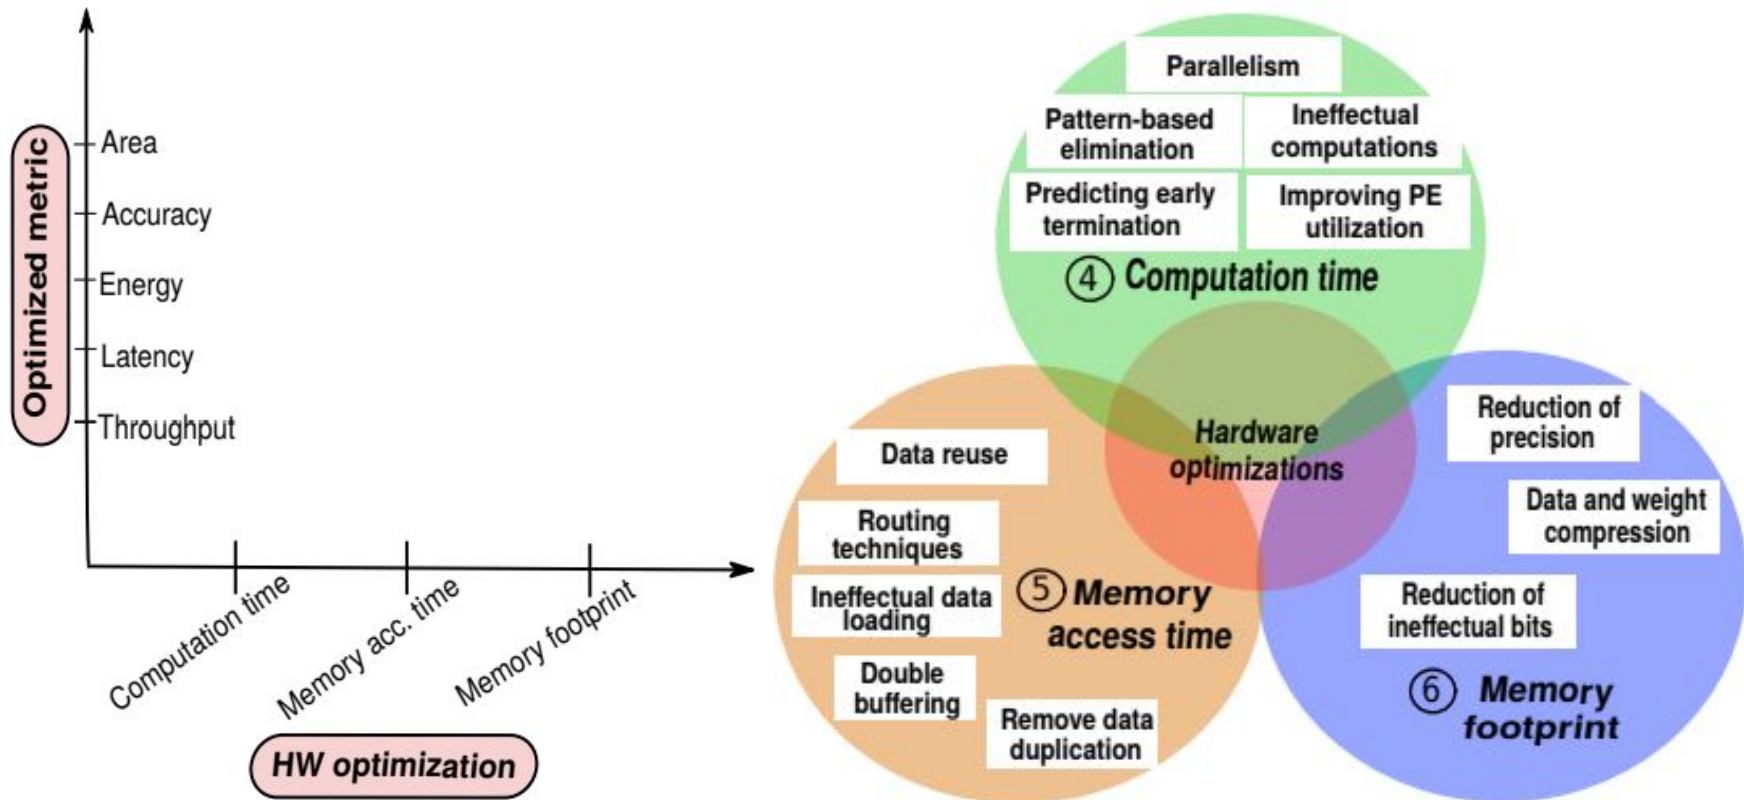 Optimized metric
Area
Accuracy
Energy
Latency
Throughput
Computation time
Memory acc. time
Memory footprint
HW optimization
Parallelism
Pattern-based
elimination
Ineffectual
computations
Predicting early
termination
Improving PE
utilization
4 Computation time
Hardware
optimizations
Data reuse
Routing
techniques
Ineffectual data
loading
Double
buffering
Remove data
duplication
5 Memory
access time
Reduction of
precision
Data and weight
compression
Reduction of
ineffectual bits
6 Memory
footprint